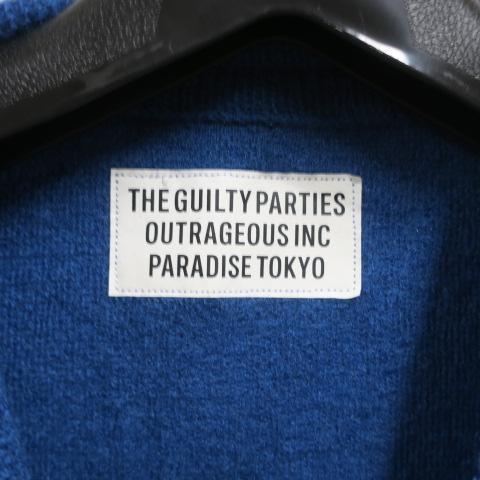 THE GUILTY PARTIES
OUTRAGEOUS INC
PARADISE TOKYO